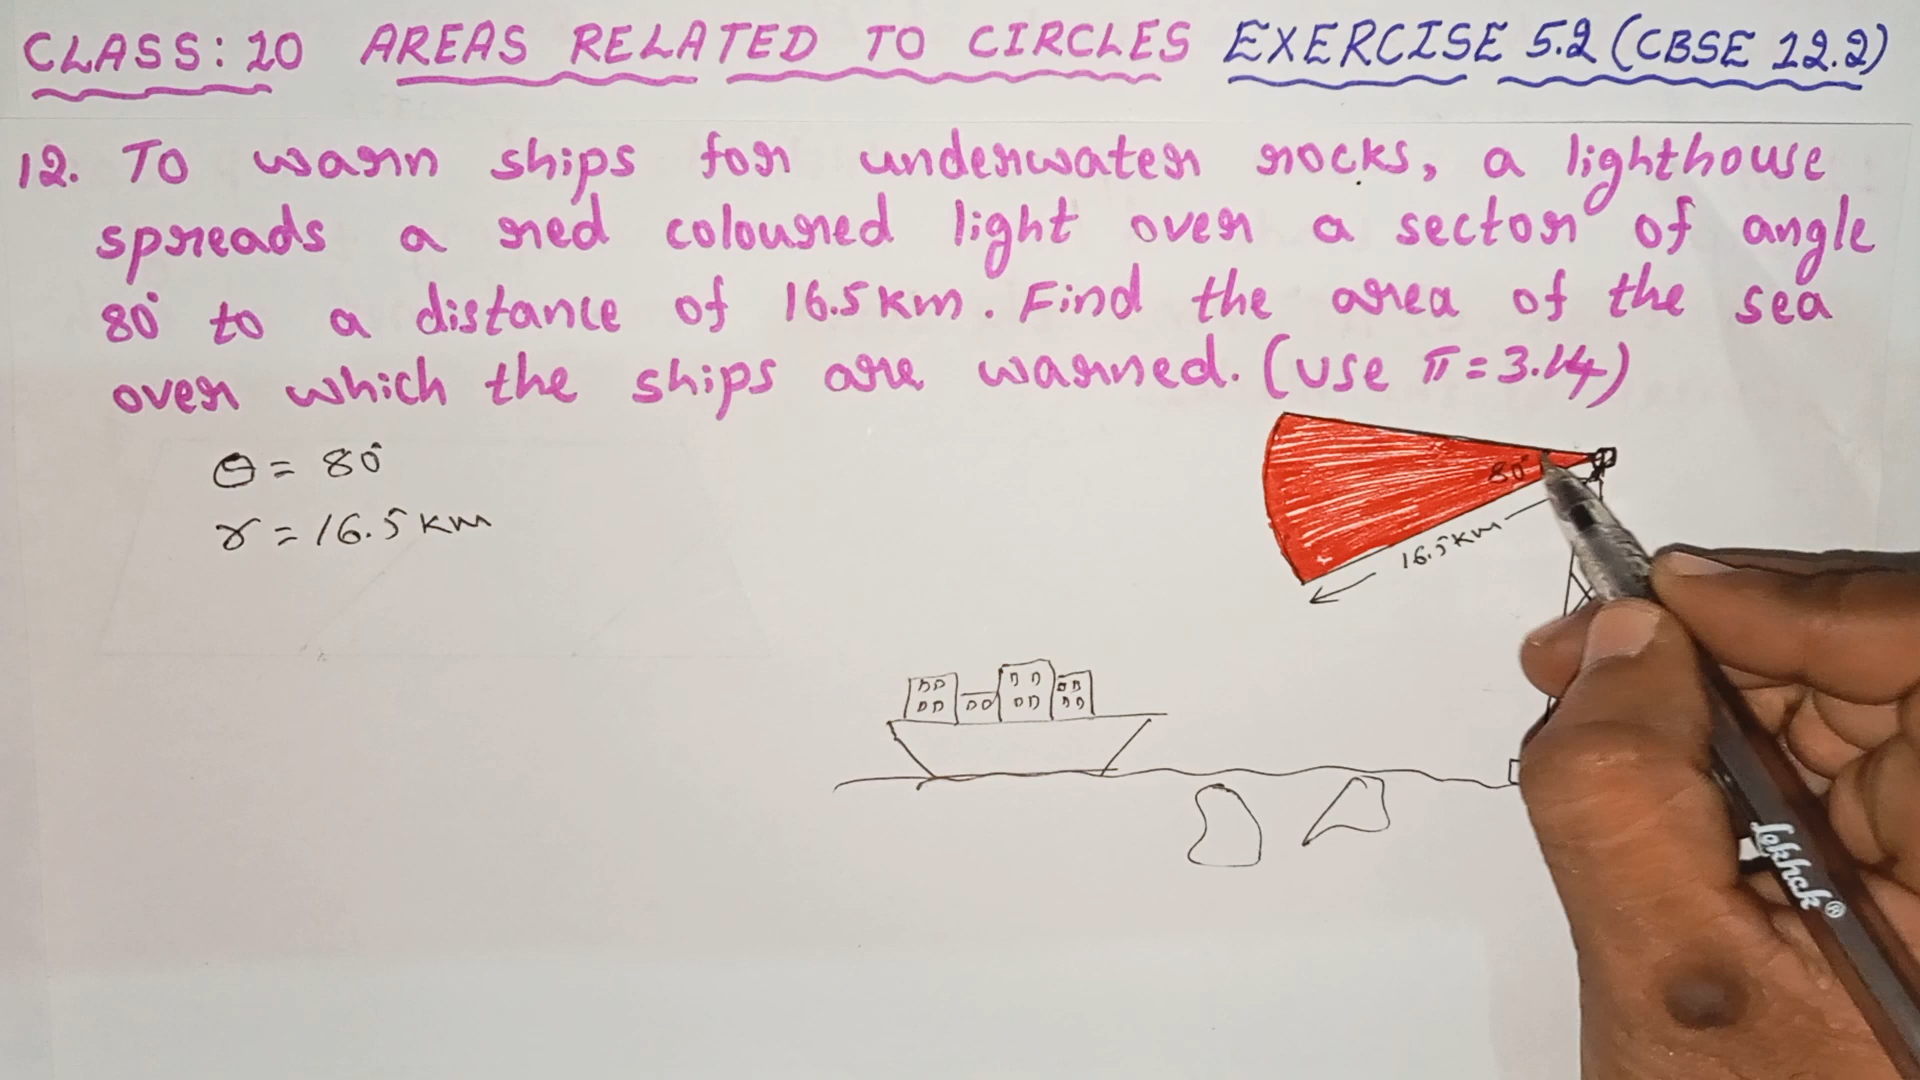 CLASS: 10 AREAS RELATED TO CIRCLES EXERCISE 5.2 (CBSE 12.2)
12. To warn ships for underwater rocks, a lighthouse
spreads a red coloured light over a sector of angle
80° to a distance of 16.5 km. Find the area of the sea
over which the ships are warned. (Use π = 3.14)
θ = 80°
r = 16.5 km
80°
16.5 km
Lekhak®